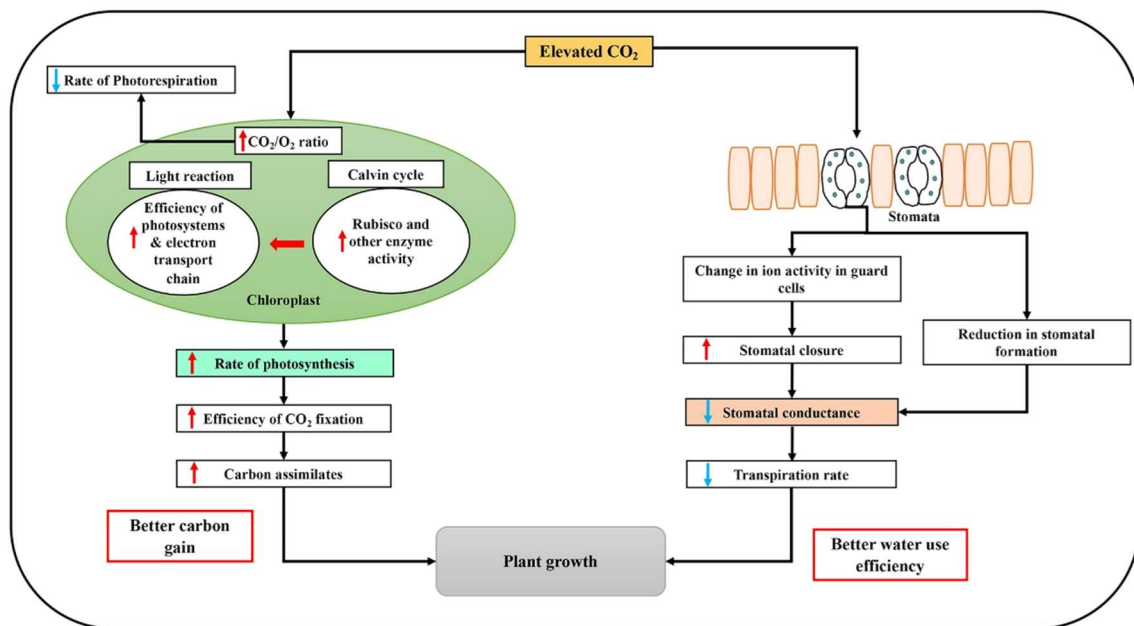 Elevated CO₂
Rate of Photorespiration
CO₂/O₂ ratio
Light reaction
Calvin cycle
Efficiency of
photosystems
& electron
transport
chain
Rubisco and
other enzyme
activity
Chloroplast
Stomata
Rate of photosynthesis
Efficiency of CO₂ fixation
Carbon assimilates
Better carbon
gain
Change in ion activity in guard
cells
Stomatal closure
Reduction in stomatal
formation
Stomatal conductance
Transpiration rate
Better water use
efficiency
Plant growth